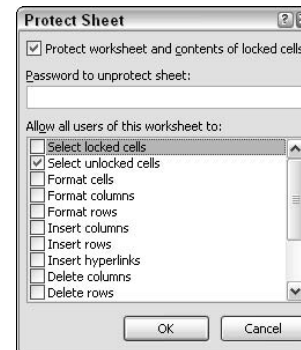 Protect Sheet
Protect worksheet and contents of locked cells
Password to unprotect sheet:
Allow all users of this worksheet to:
Select locked cells
Select unlocked cells
Format cells
Format columns
Format rows
Insert columns
Insert rows
Insert hyperlinks
Delete columns
Delete rows
OK
Cancel